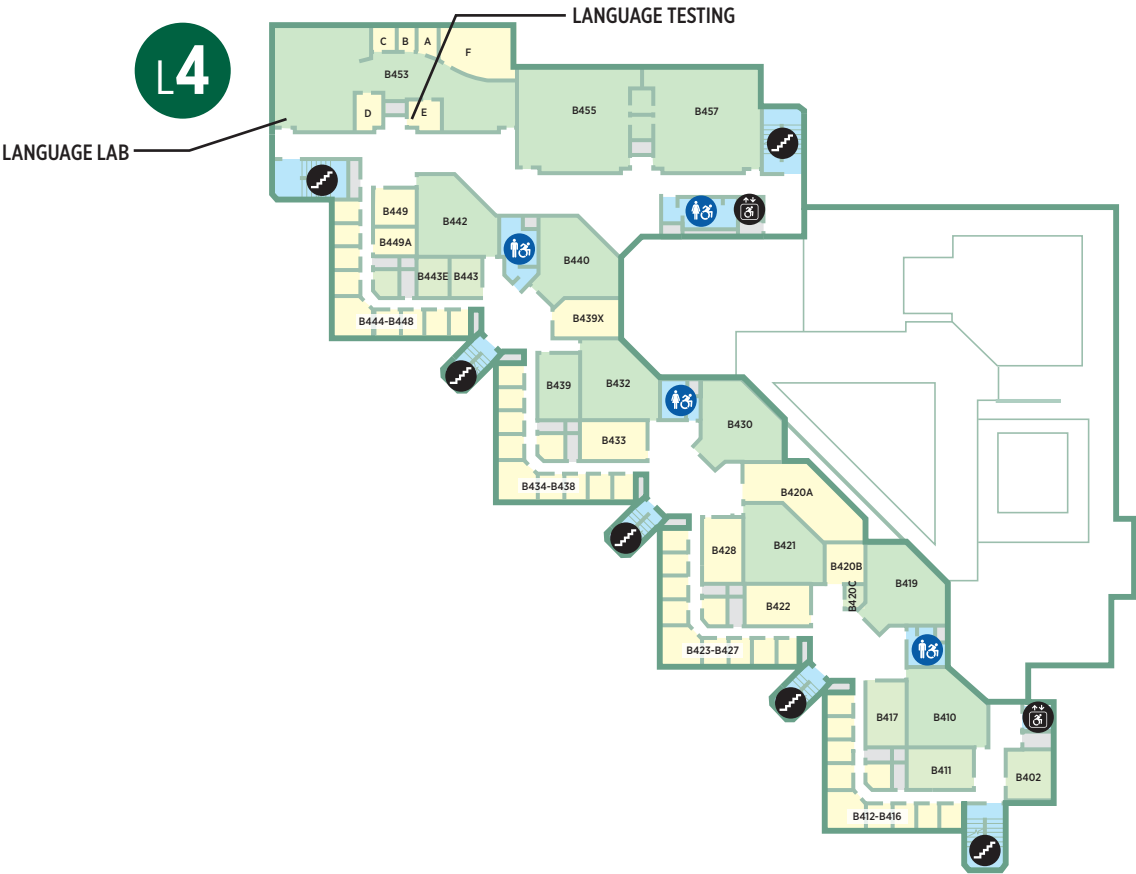 LANGUAGE TESTING
L4
C B A F
B453
D E
B455
B457
LANGUAGE LAB
B449
B442
B449A
B440
B443E B443
B439X
B444-B448
B439
B432
B430
B433
B434-B438
B420A
B428
B421
B420B
B419
B420C
B422
B423-B427
B417
B410
B411
B402
B412-B416